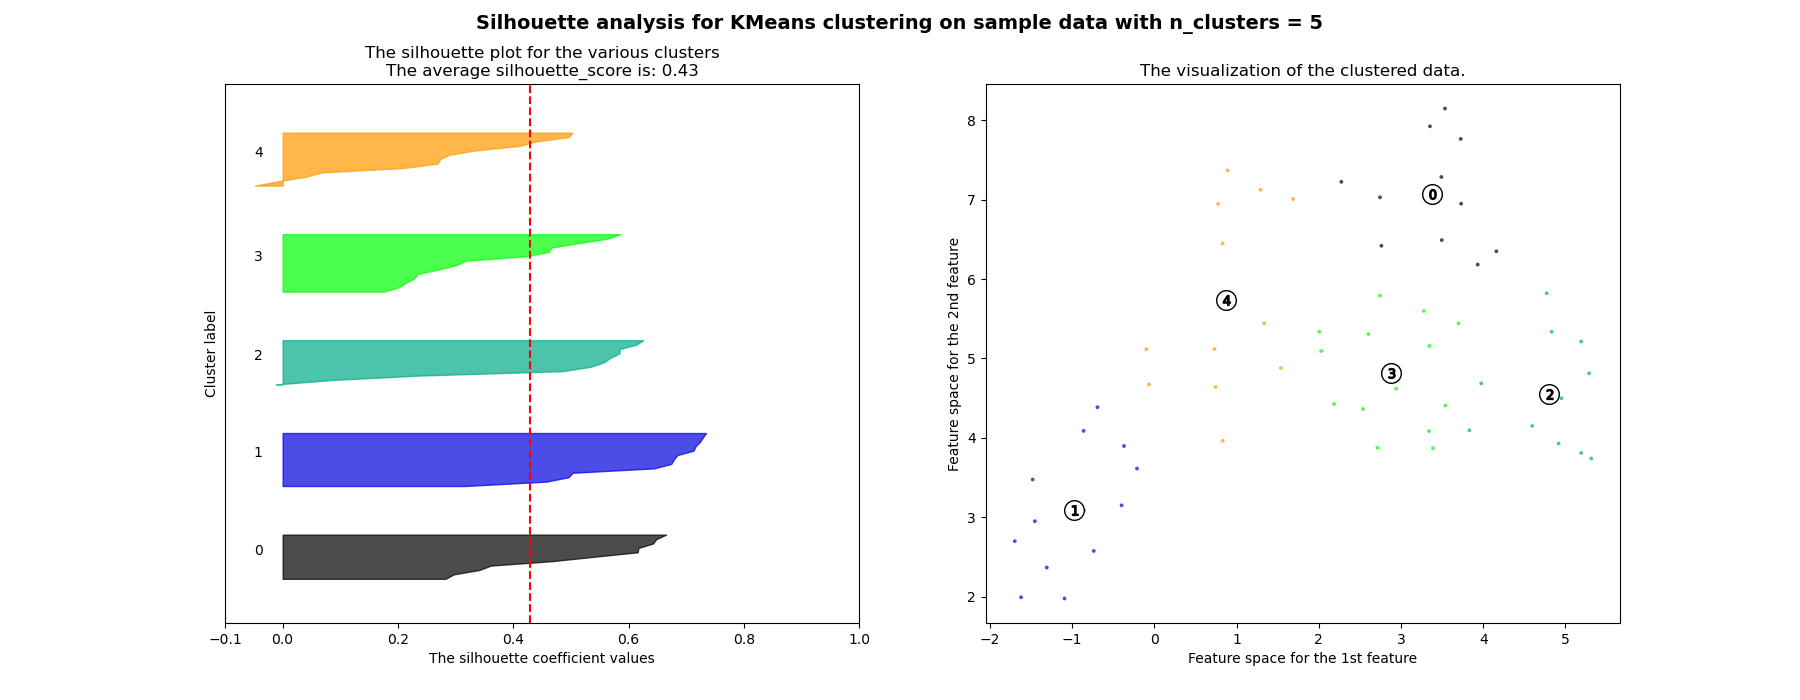 Silhouette analysis for KMeans clustering on sample data with n_clusters = 5
The silhouette plot for the various clusters
The average silhouette_score is: 0.43
4
3
2
1
0
Cluster label
−0.1 0.0 0.2 0.4 0.6 0.8 1.0
The silhouette coefficient values
The visualization of the clustered data.
8
7
6
5
4
3
2
Feature space for the 2nd feature
0
4
3
2
1
−2 −1 0 1 2 3 4 5
Feature space for the 1st feature